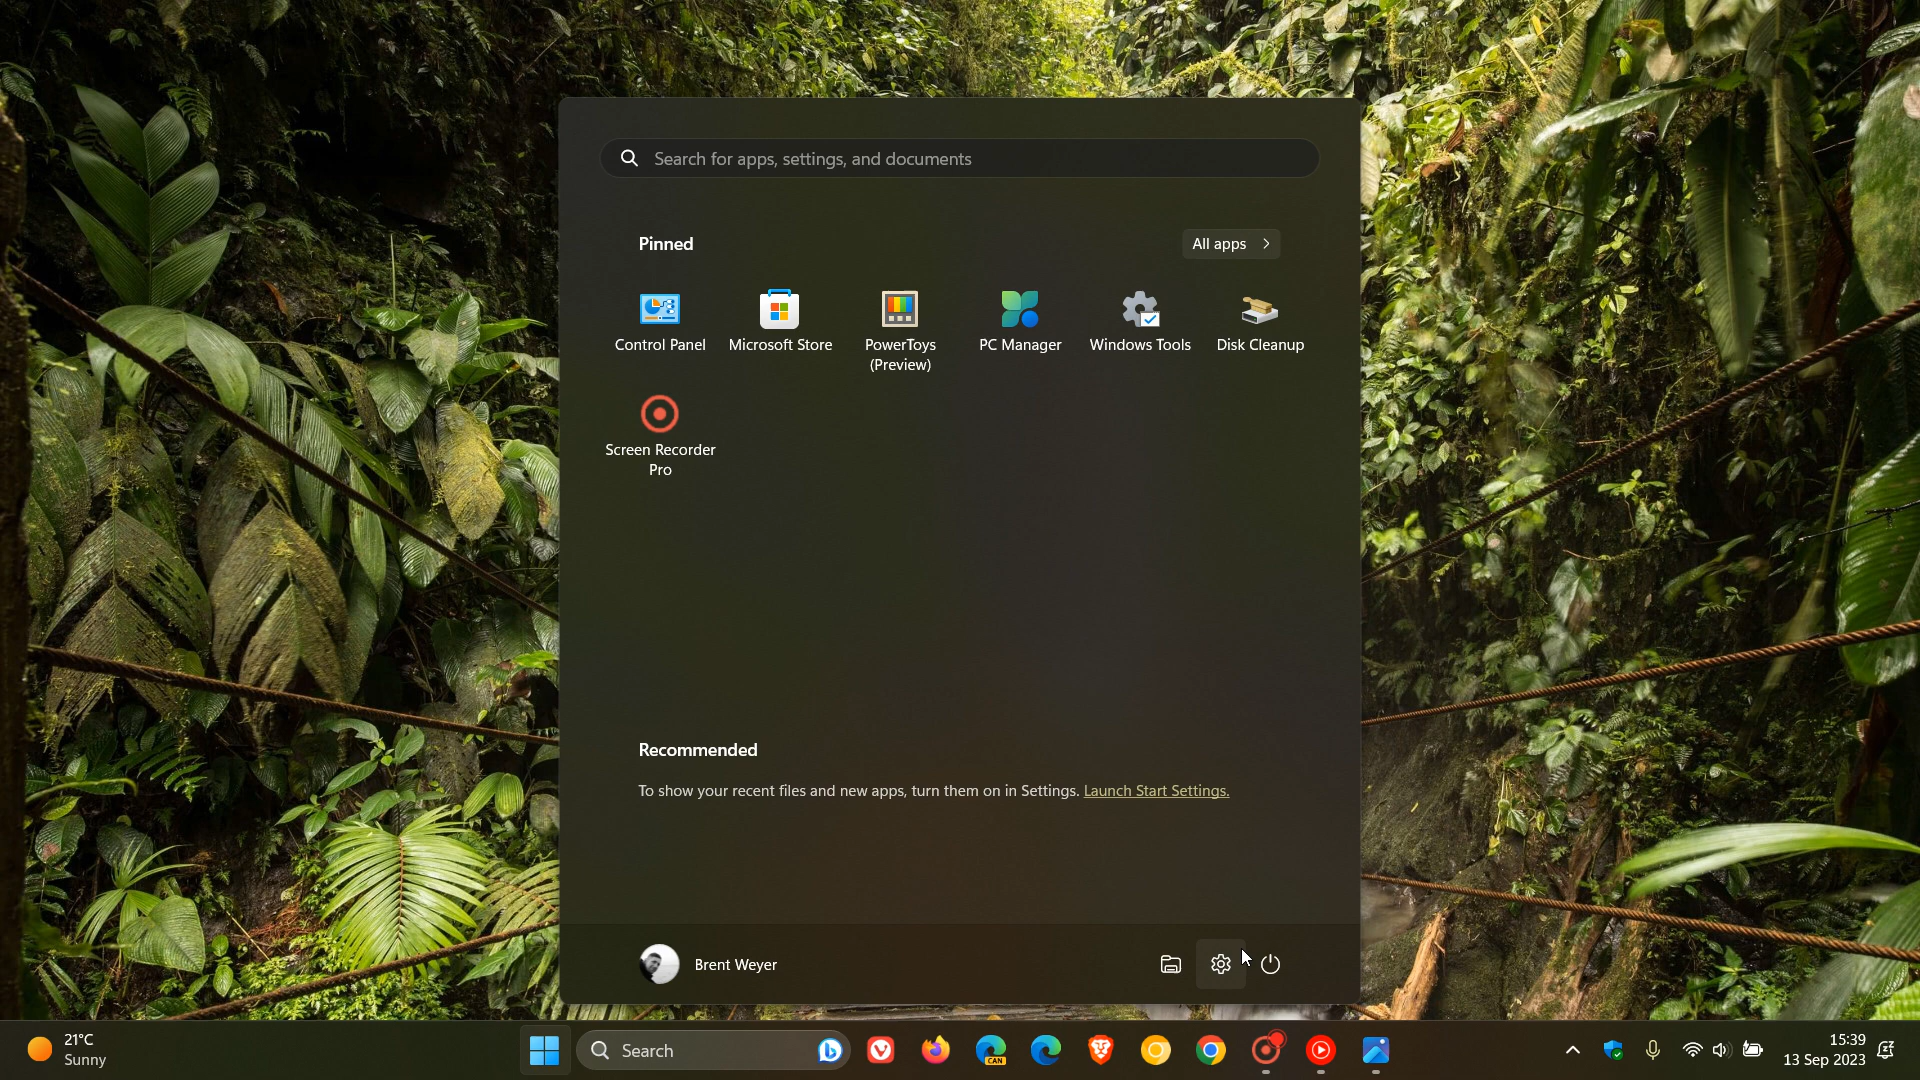 Search for apps, settings, and documents
Pinned
All apps
Control Panel
Microsoft Store
PowerToys
(Preview)
PC Manager
Windows Tools
Disk Cleanup
Screen Recorder
Pro
Recommended
To show your recent files and new apps, turn them on in Settings. Launch Start Settings.
Brent Weyer
21°C
Sunny
Search
CAN
15:39
13 Sep 2023